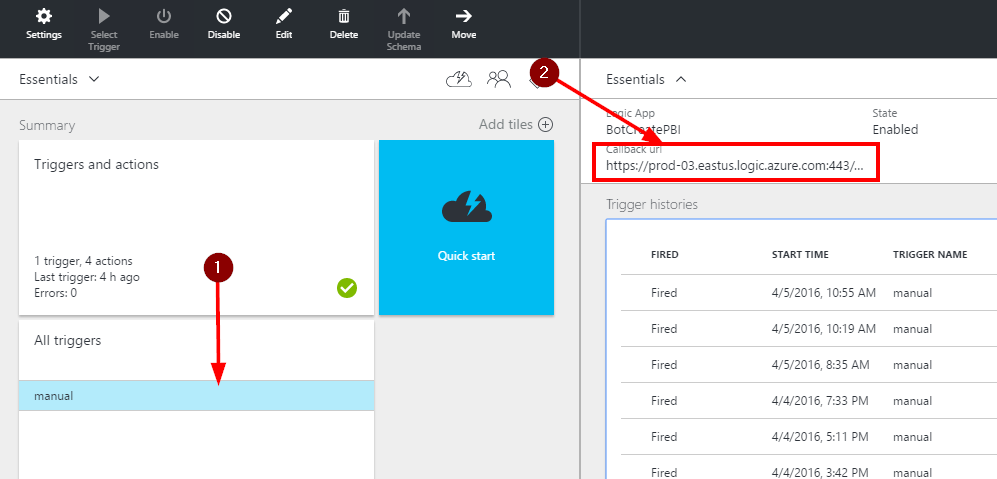 Settings
Select
Trigger
Enable
Disable
Edit
Delete
Update
Schema
Move
Essentials
Summary
Add tiles
Triggers and actions
1 trigger, 4 actions
Last trigger: 4 h ago
Errors: 0
Quick start
1
All triggers
manual
2
Essentials
Logic App
State
BotCreatePBI
Enabled
Callback url
https://prod-03.eastus.logic.azure.com:443/...
Trigger histories
FIRED START TIME TRIGGER NAME
Fired 4/5/2016, 10:55 AM manual
Fired 4/5/2016, 10:19 AM manual
Fired 4/5/2016, 8:35 AM manual
Fired 4/4/2016, 7:33 PM manual
Fired 4/4/2016, 5:11 PM manual
Fired 4/4/2016, 3:42 PM manual